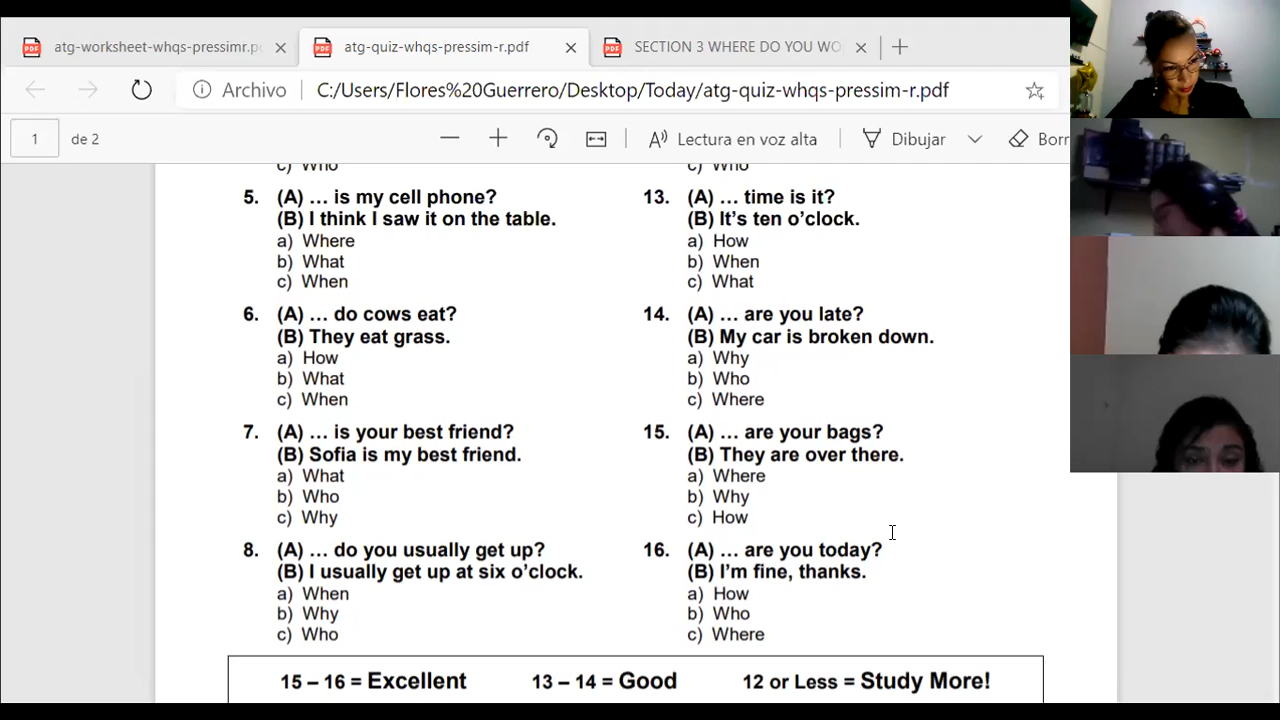 atg-worksheet-whqs-pressimr.p
atg-quiz-whqs-pressim-r.pdf
SECTION 3 WHERE DO YOU WO
Archivo
C:/Users/Flores%20Guerrero/Desktop/Today/atg-quiz-whqs-pressim-r.pdf
1 de 2
Lectura en voz alta
Dibujar
Borr
c) Who
5. (A) … is my cell phone?
(B) I think I saw it on the table.
a) Where
b) What
c) When
6. (A) … do cows eat?
(B) They eat grass.
a) How
b) What
c) When
7. (A) … is your best friend?
(B) Sofia is my best friend.
a) What
b) Who
c) Why
8. (A) … do you usually get up?
(B) I usually get up at six o’clock.
a) When
b) Why
c) Who
c) Who
13. (A) … time is it?
(B) It’s ten o’clock.
a) How
b) When
c) What
14. (A) … are you late?
(B) My car is broken down.
a) Why
b) Who
c) Where
15. (A) … are your bags?
(B) They are over there.
a) Where
b) Why
c) How
16. (A) … are you today?
(B) I’m fine, thanks.
a) How
b) Who
c) Where
15 – 16 = Excellent 13 – 14 = Good 12 or Less = Study More!